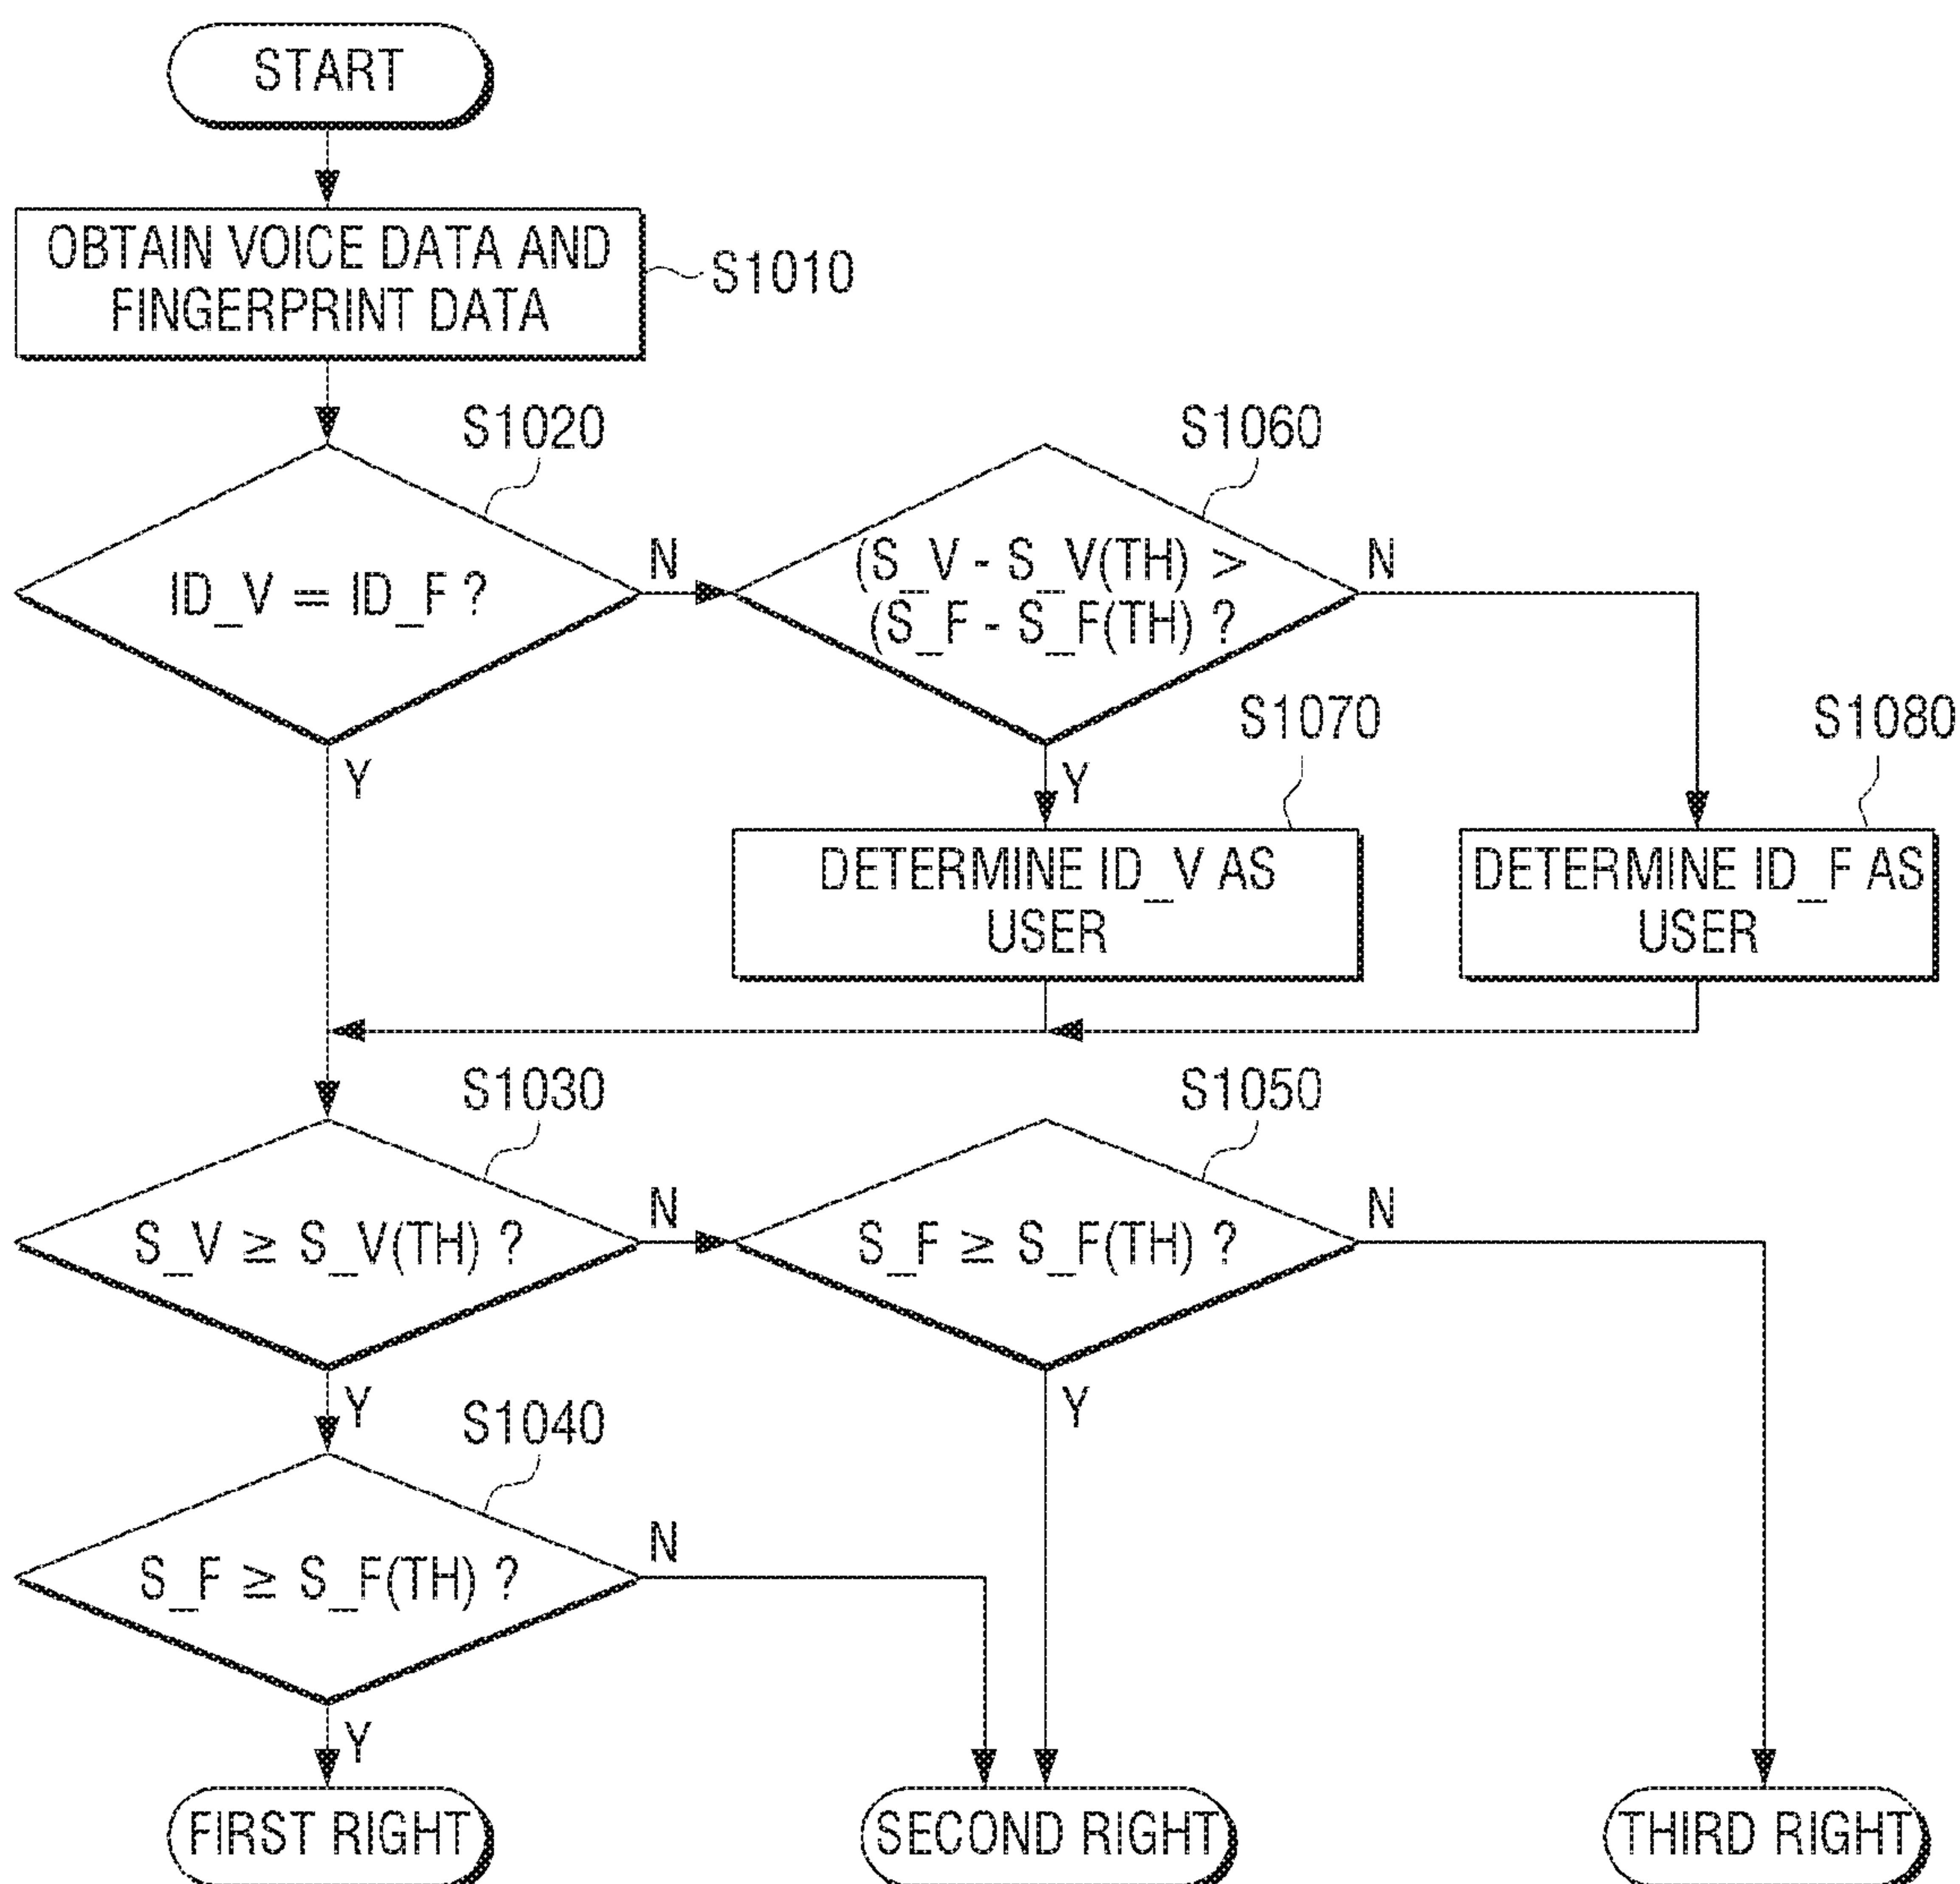 START
OBTAIN VOICE DATA AND
FINGERPRINT DATA
S1010
S1020
ID_V = ID_F ?
N
Y
S1060
(S_V - S_V(TH) >
(S_F - S_F(TH) ?
N
Y
S1070
DETERMINE ID_V AS
USER
S1080
DETERMINE ID_F AS
USER
S1030
S_V ≥ S_V(TH) ?
N
Y
S1050
S_F ≥ S_F(TH) ?
N
Y
S1040
S_F ≥ S_F(TH) ?
N
Y
FIRST RIGHT
SECOND RIGHT
THIRD RIGHT